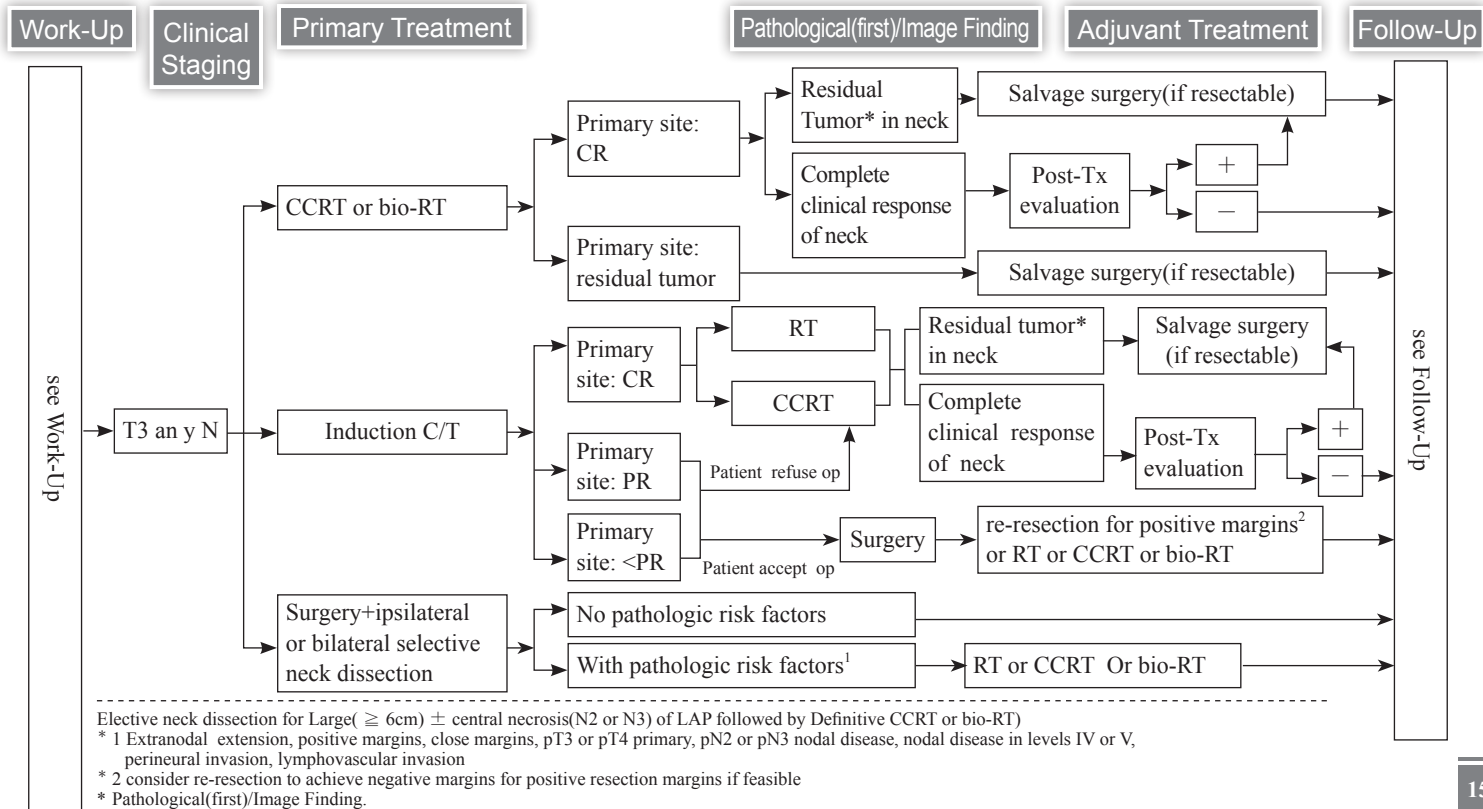 Work-Up
Clinical
Staging
Primary Treatment
Pathological(first)/Image Finding
Adjuvant Treatment
Follow-Up
see Work-Up
T3 an y N
CCRT or bio-RT
Primary site:
CR
Residual
Tumor* in neck
Salvage surgery(if resectable)
Complete
clinical response
of neck
Post-Tx
evaluation
+
−
Primary site:
residual tumor
Salvage surgery(if resectable)
Induction C/T
Primary
site: CR
RT
CCRT
Residual tumor*
in neck
Salvage surgery
(if resectable)
Complete
clinical response
of neck
Post-Tx
evaluation
+
−
Primary
site: PR
Patient refuse op
Primary
site: <PR
Patient accept op
Surgery
re-resection for positive margins²
or RT or CCRT or bio-RT
Surgery+ipsilateral
or bilateral selective
neck dissection
No pathologic risk factors
With pathologic risk factors¹
RT or CCRT Or bio-RT
see Follow-Up
Elective neck dissection for Large( ≧ 6cm) ± central necrosis(N2 or N3) of LAP followed by Definitive CCRT or bio-RT)
* 1 Extranodal extension, positive margins, close margins, pT3 or pT4 primary, pN2 or pN3 nodal disease, nodal disease in levels IV or V,
perineural invasion, lymphovascular invasion
* 2 consider re-resection to achieve negative margins for positive resection margins if feasible
* Pathological(first)/Image Finding.